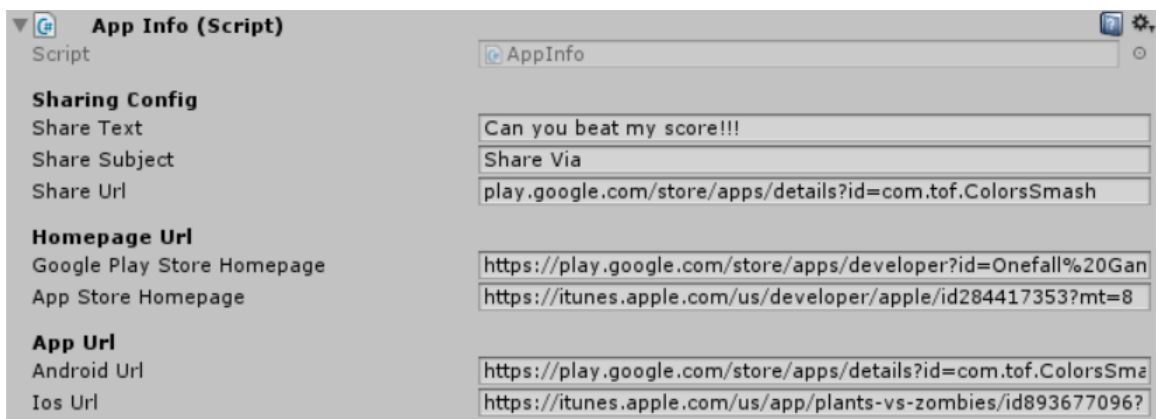 App Info (Script)
Script AppInfo
Sharing Config
Share Text Can you beat my score!!!
Share Subject Share Via
Share Url play.google.com/store/apps/details?id=com.tof.ColorsSmash
Homepage Url
Google Play Store Homepage https://play.google.com/store/apps/developer?id=Onefall%20Gan
App Store Homepage https://itunes.apple.com/us/developer/apple/id284417353?mt=8
App Url
Android Url https://play.google.com/store/apps/details?id=com.tof.ColorsSma
Ios Url https://itunes.apple.com/us/app/plants-vs-zombies/id893677096?